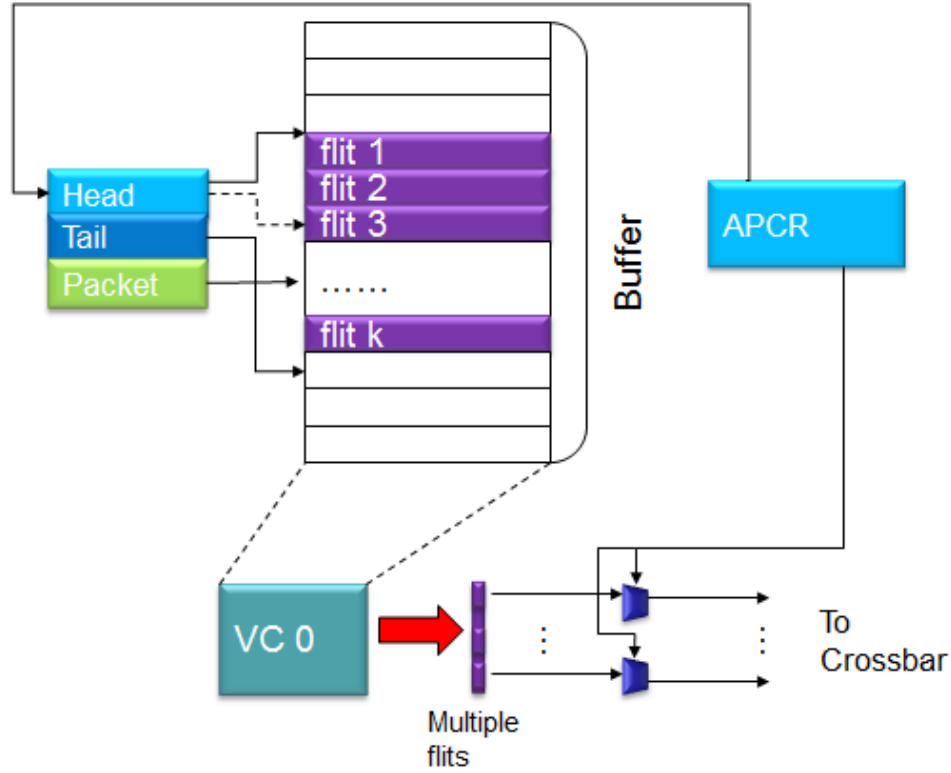 flit 1
flit 2
flit 3
……
flit k
Head
Tail
Packet
Buffer
APCR
VC 0
Multiple
flits
To
Crossbar